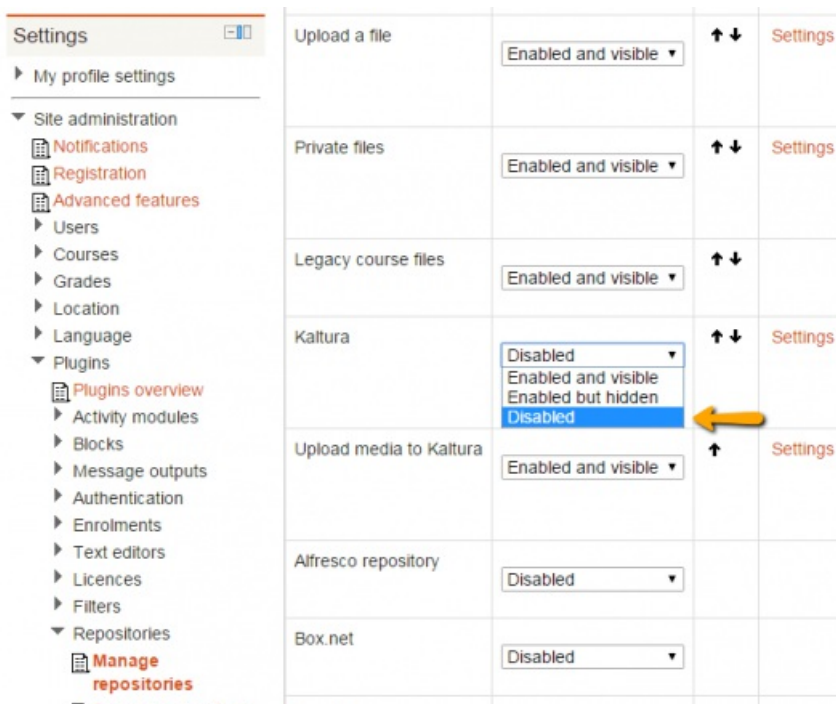 Settings
My profile settings
Site administration
Notifications
Registration
Advanced features
Users
Courses
Grades
Location
Language
Plugins
Plugins overview
Activity modules
Blocks
Message outputs
Authentication
Enrolments
Text editors
Licences
Filters
Repositories
Manage
repositories
Upload a file
Enabled and visible
Settings
Private files
Enabled and visible
Settings
Legacy course files
Enabled and visible
Kaltura
Disabled
Enabled and visible
Enabled but hidden
Disabled
Settings
Upload media to Kaltura
Enabled and visible
Settings
Alfresco repository
Disabled
Box.net
Disabled